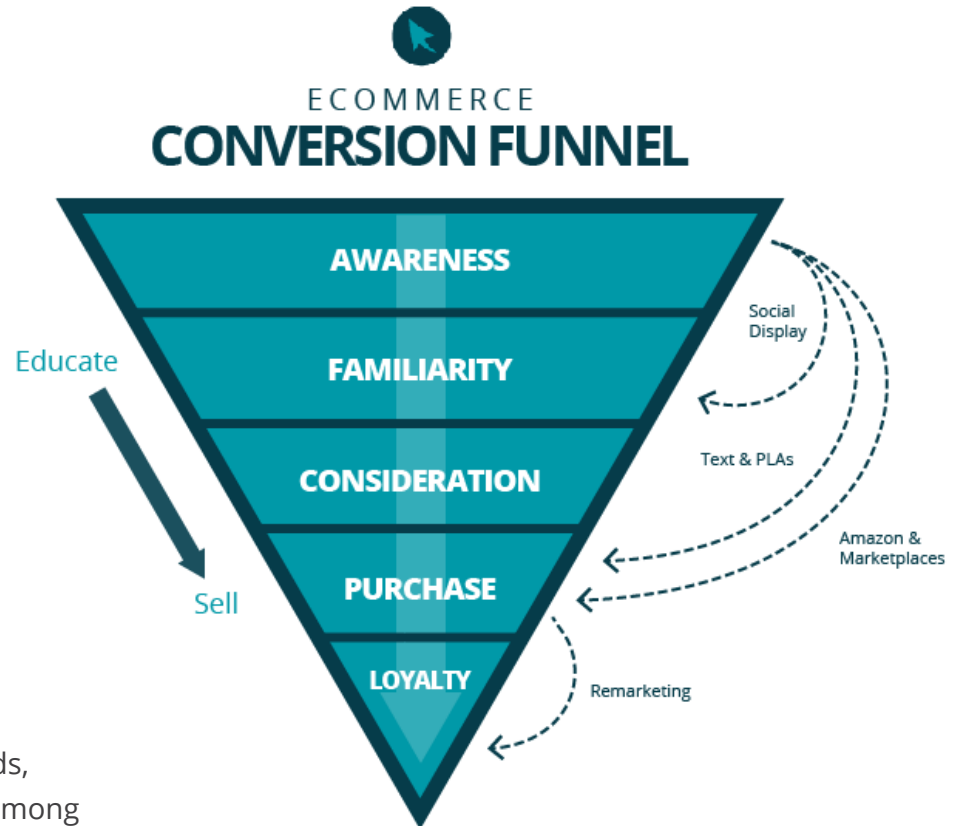 ECOMMERCE
CONVERSION FUNNEL
AWARENESS
Social
Display
Educate
FAMILIARITY
Text & PLAs
CONSIDERATION
Amazon &
Marketplaces
PURCHASE
Sell
LOYALTY
Remarketing